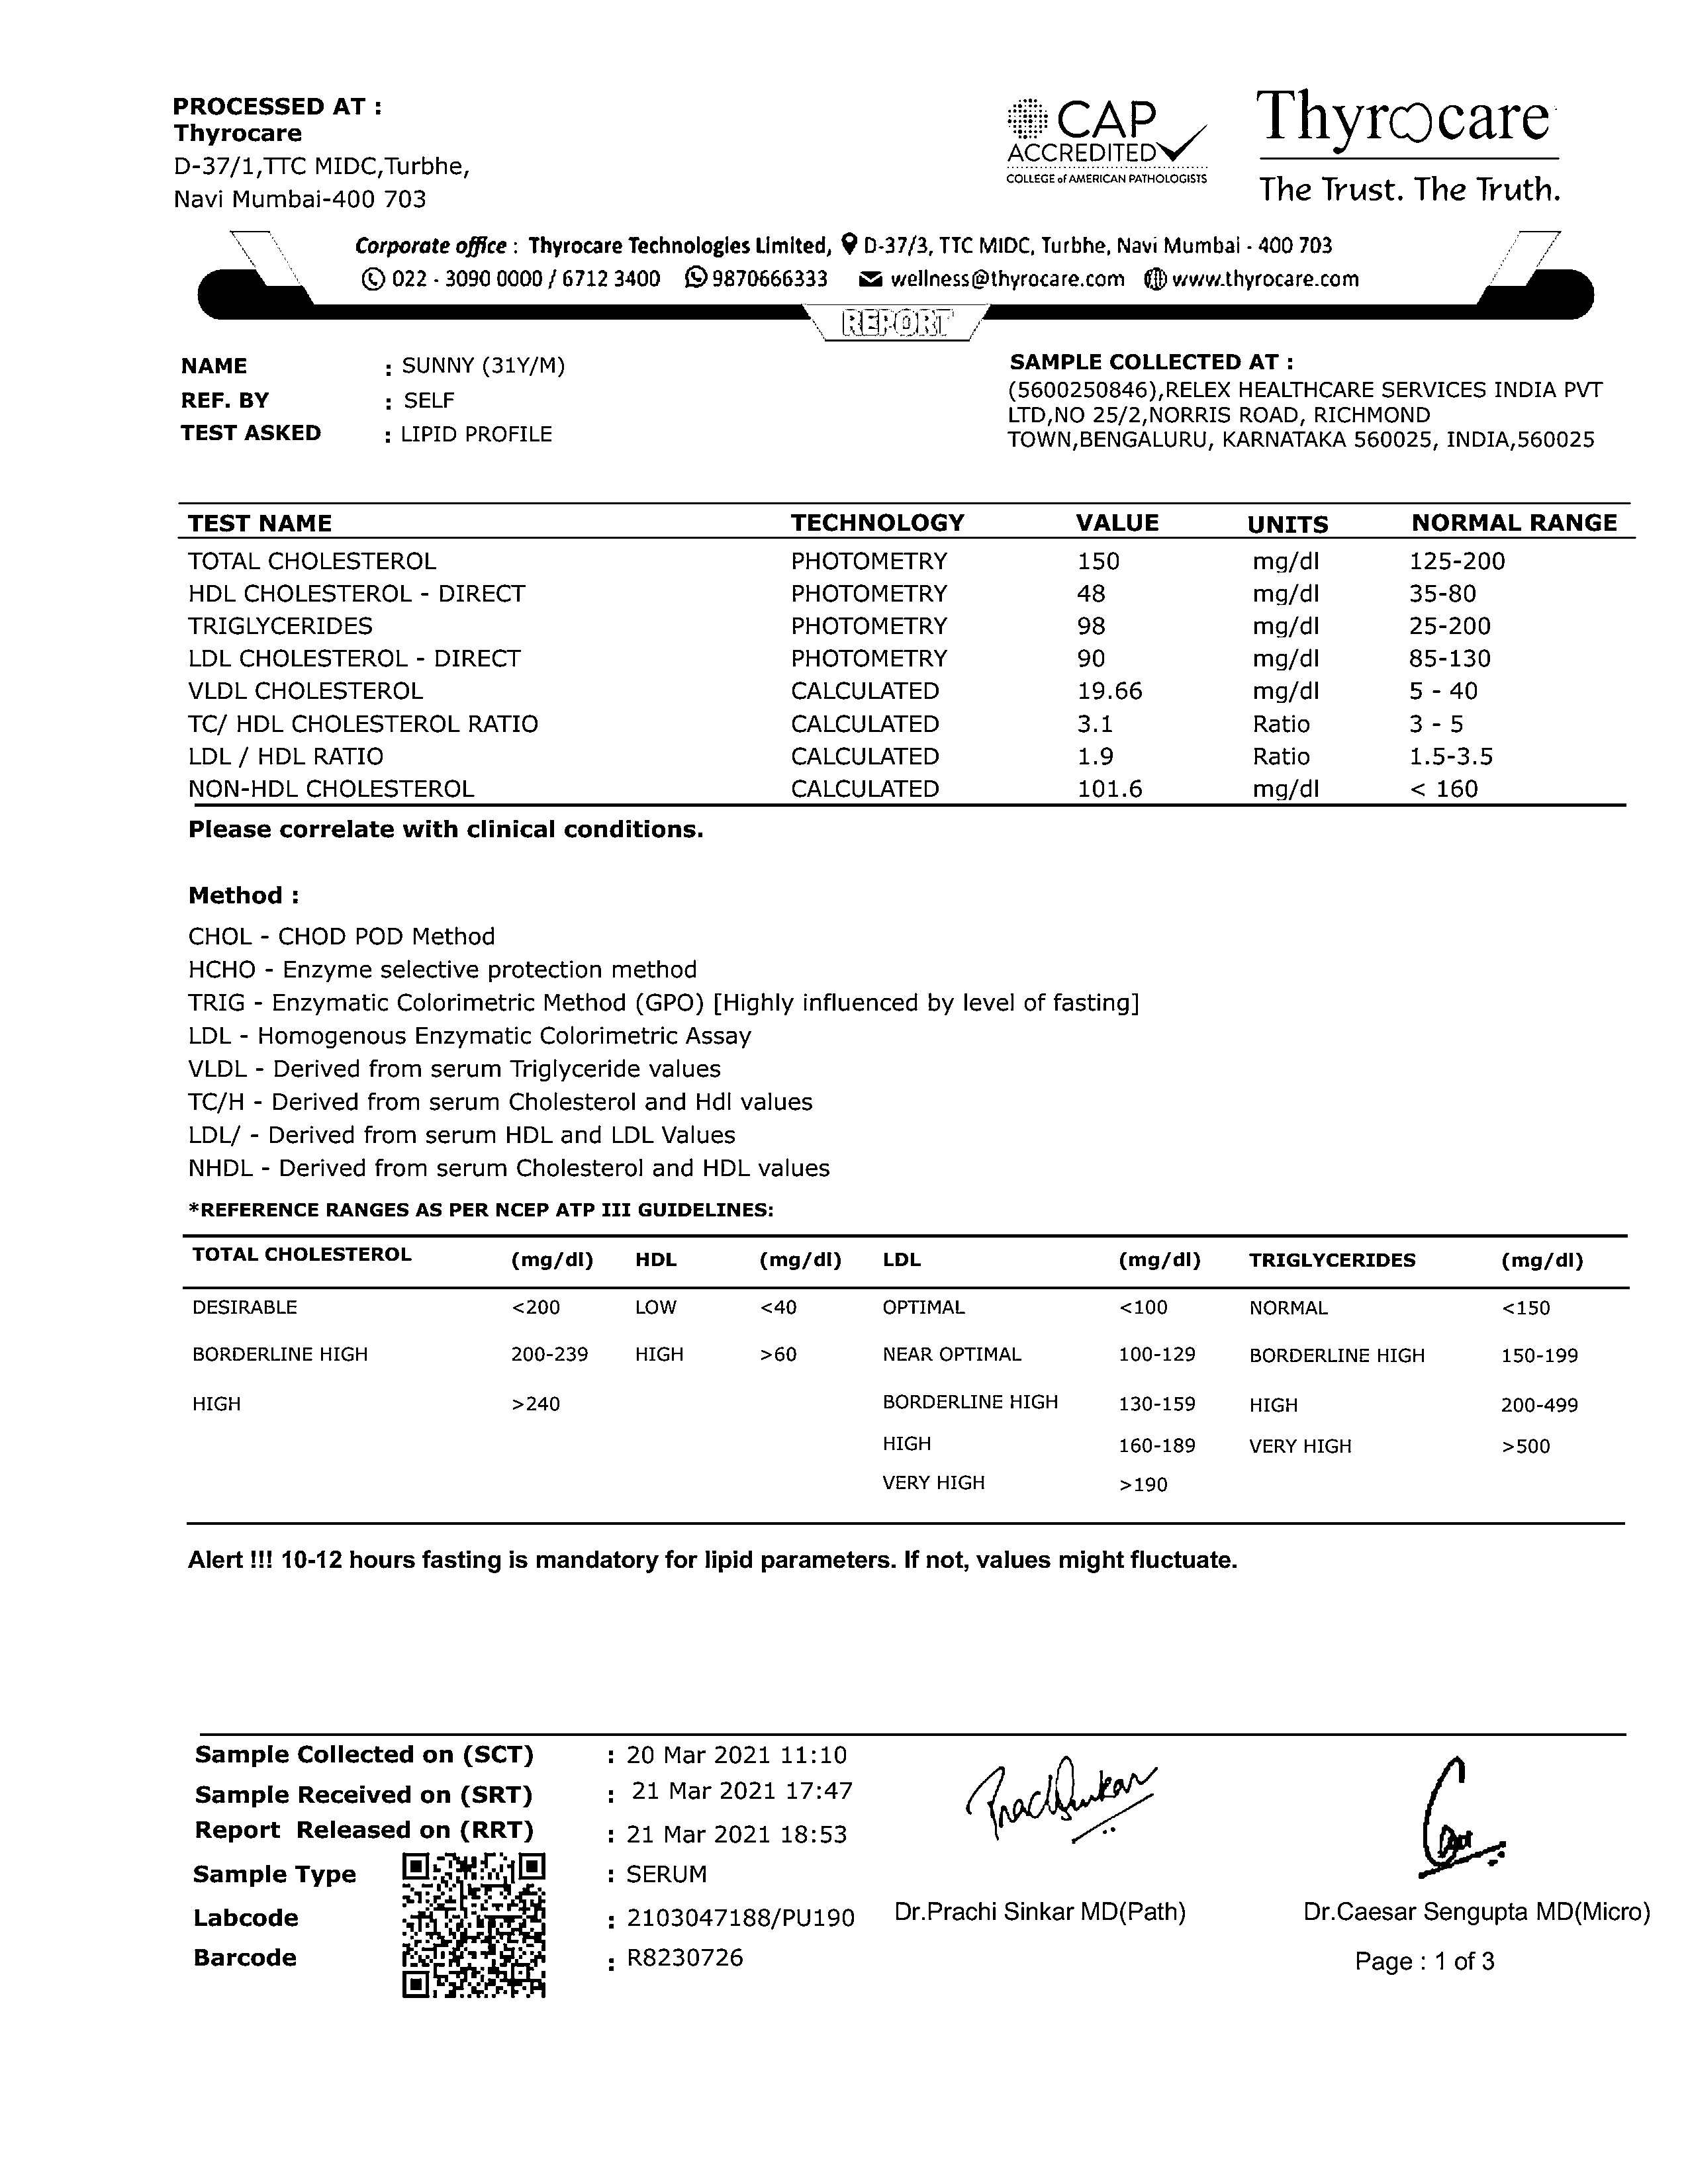 PROCESSED AT :
Thyrocare
D-37/1,TTC MIDC,Turbhe,
Navi Mumbai-400 703
CAP
ACCREDITED
COLLEGE of AMERICAN PATHOLOGISTS
Thyrocare
The Trust. The Truth.
Corporate office : Thyrocare Technologies Limited, D-37/3, TTC MIDC, Turbhe, Navi Mumbai - 400 703
022 - 3090 0000 / 6712 3400 9870666333 wellness@thyrocare.com www.thyrocare.com
REPORT
NAME : SUNNY (31Y/M)
REF. BY : SELF
TEST ASKED : LIPID PROFILE
SAMPLE COLLECTED AT :
(5600250846),RELEX HEALTHCARE SERVICES INDIA PVT
LTD,NO 25/2,NORRIS ROAD, RICHMOND
TOWN,BENGALURU, KARNATAKA 560025, INDIA,560025
TEST NAME TECHNOLOGY VALUE UNITS NORMAL RANGE
TOTAL CHOLESTEROL PHOTOMETRY 150 mg/dl 125-200
HDL CHOLESTEROL - DIRECT PHOTOMETRY 48 mg/dl 35-80
TRIGLYCERIDES PHOTOMETRY 98 mg/dl 25-200
LDL CHOLESTEROL - DIRECT PHOTOMETRY 90 mg/dl 85-130
VLDL CHOLESTEROL CALCULATED 19.66 mg/dl 5 - 40
TC/ HDL CHOLESTEROL RATIO CALCULATED 3.1 Ratio 3 - 5
LDL / HDL RATIO CALCULATED 1.9 Ratio 1.5-3.5
NON-HDL CHOLESTEROL CALCULATED 101.6 mg/dl < 160
Please correlate with clinical conditions.
Method :
CHOL - CHOD POD Method
HCHO - Enzyme selective protection method
TRIG - Enzymatic Colorimetric Method (GPO) [Highly influenced by level of fasting]
LDL - Homogenous Enzymatic Colorimetric Assay
VLDL - Derived from serum Triglyceride values
TC/H - Derived from serum Cholesterol and Hdl values
LDL/ - Derived from serum HDL and LDL Values
NHDL - Derived from serum Cholesterol and HDL values
*REFERENCE RANGES AS PER NCEP ATP III GUIDELINES:
TOTAL CHOLESTEROL (mg/dl) HDL (mg/dl) LDL (mg/dl) TRIGLYCERIDES (mg/dl)
DESIRABLE <200 LOW <40 OPTIMAL <100 NORMAL <150
BORDERLINE HIGH 200-239 HIGH >60 NEAR OPTIMAL 100-129 BORDERLINE HIGH 150-199
HIGH >240 BORDERLINE HIGH 130-159 HIGH 200-499
HIGH 160-189 VERY HIGH >500
VERY HIGH >190
Alert !!! 10-12 hours fasting is mandatory for lipid parameters. If not, values might fluctuate.
Sample Collected on (SCT) : 20 Mar 2021 11:10
Sample Received on (SRT) : 21 Mar 2021 17:47
Report Released on (RRT) : 21 Mar 2021 18:53
Sample Type : SERUM
Labcode : 2103047188/PU190
Barcode : R8230726
Dr.Prachi Sinkar MD(Path)
Dr.Caesar Sengupta MD(Micro)
Page : 1 of 3